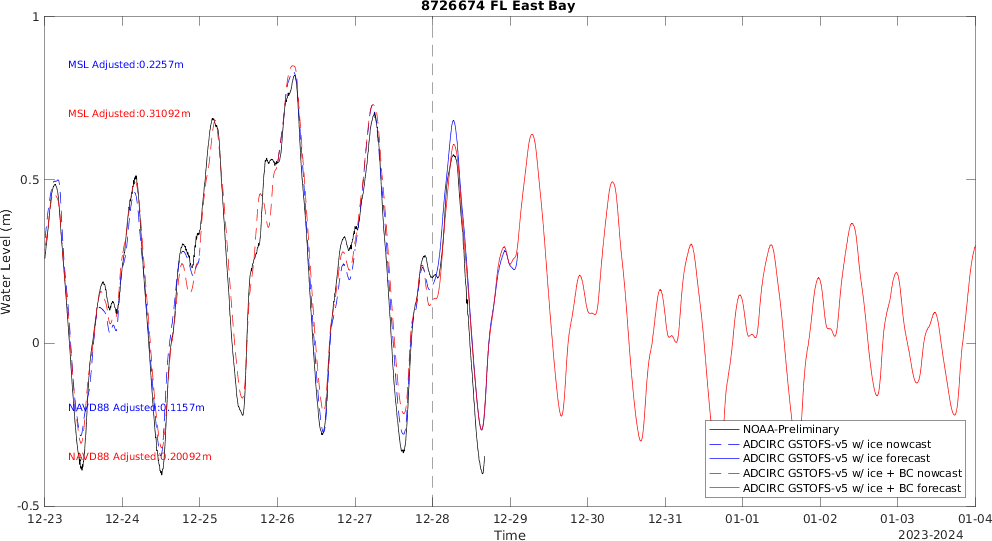 8726674 FL East Bay
1
MSL Adjusted:0.2257m
MSL Adjusted:0.31092m
0.5
Water Level (m)
0
NAVD88 Adjusted:0.1157m
NAVD88 Adjusted:0.20092m
NOAA-Preliminary
ADCIRC GSTOFS-v5 w/ ice nowcast
ADCIRC GSTOFS-v5 w/ ice forecast
ADCIRC GSTOFS-v5 w/ ice + BC nowcast
ADCIRC GSTOFS-v5 w/ ice + BC forecast
-0.5
12-23 12-24 12-25 12-26 12-27 12-28 12-29 12-30 12-31 01-01 01-02 01-03 01-04
Time
2023-2024